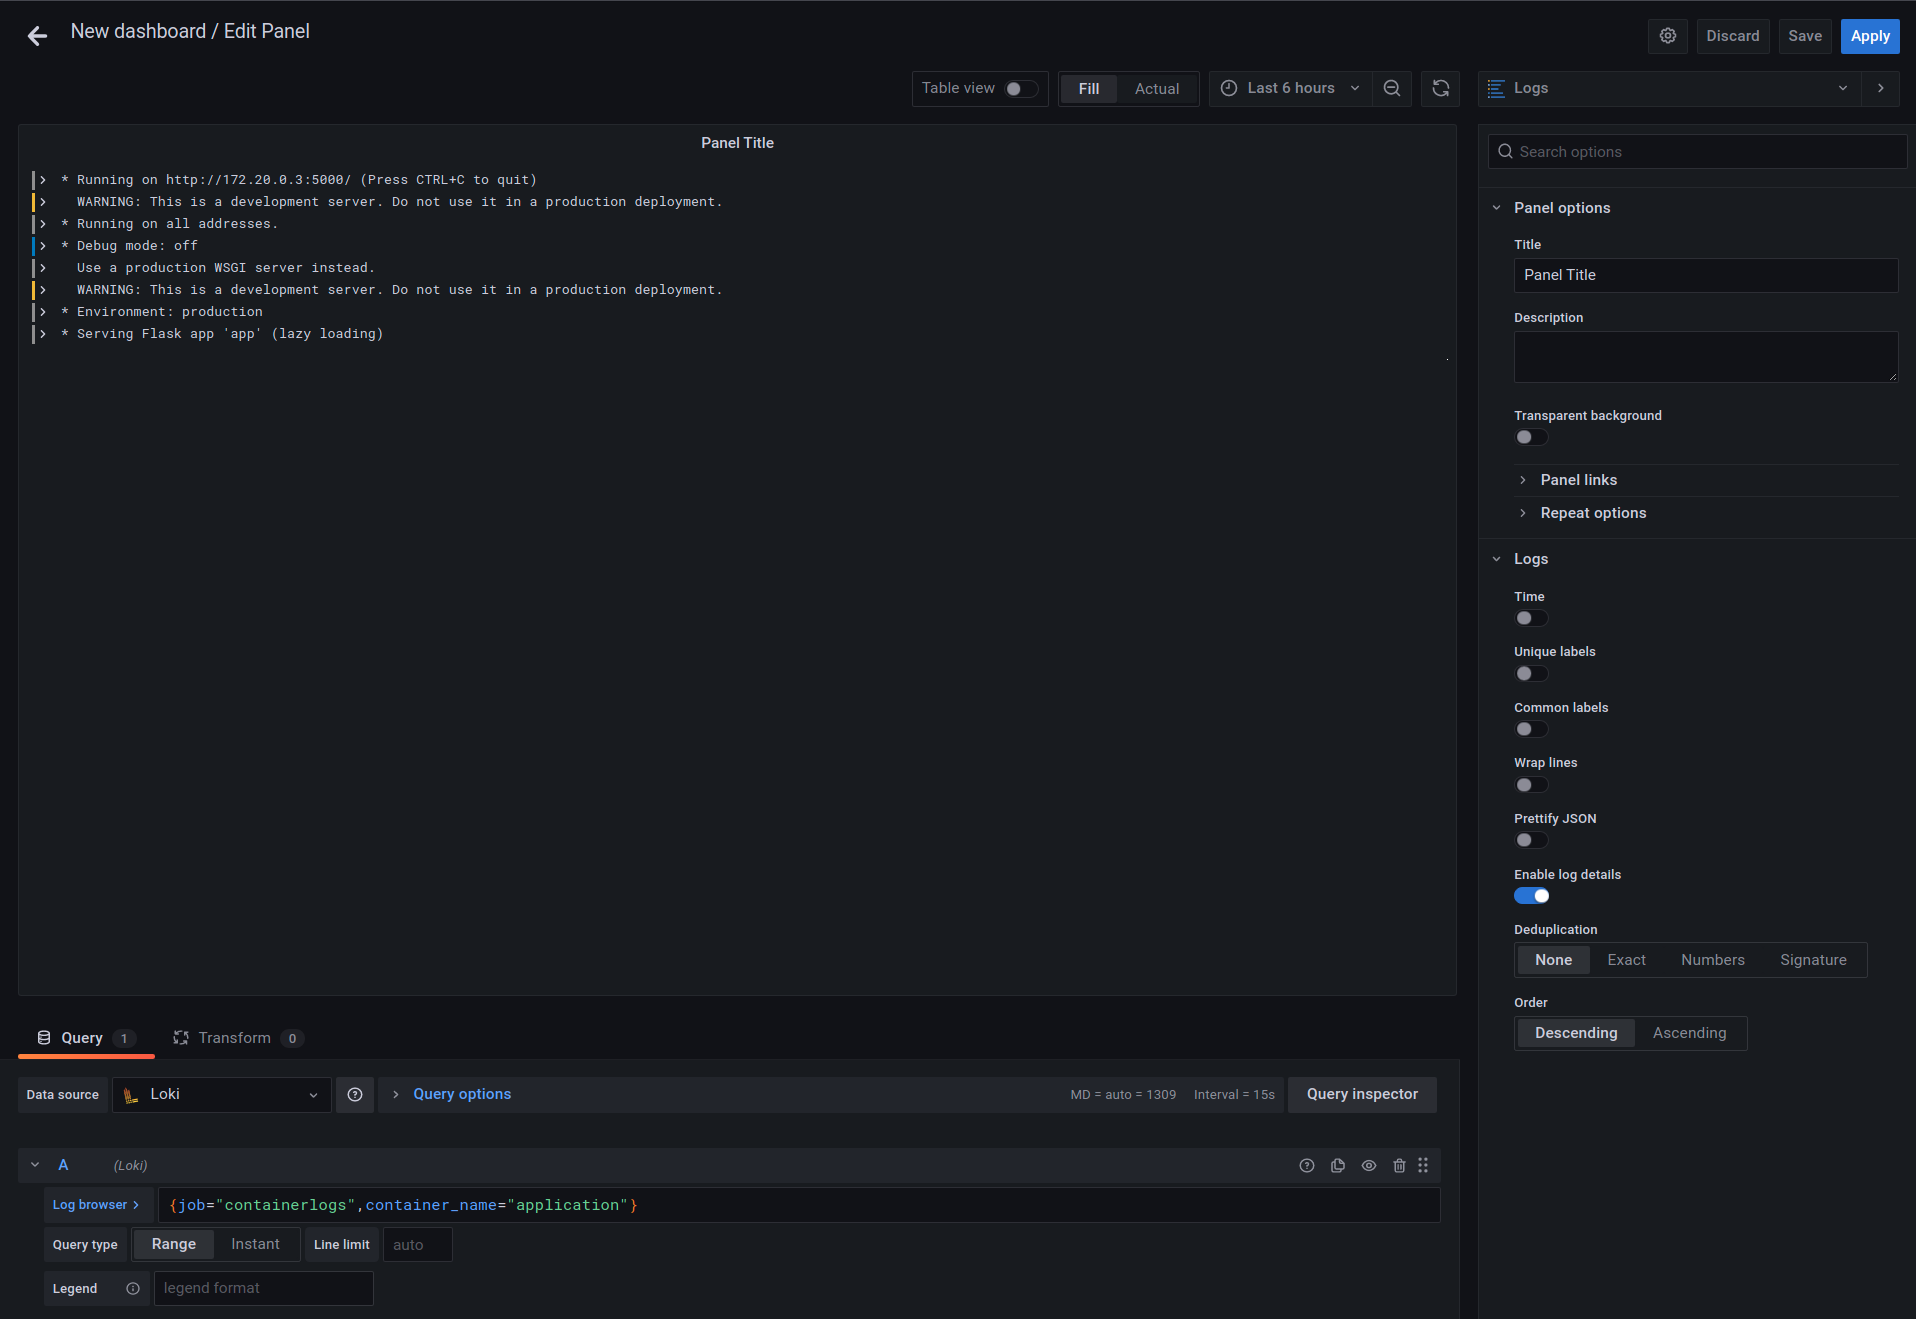 New dashboard / Edit Panel
Discard
Save
Apply
Table view
Fill
Actual
Last 6 hours
Logs
Panel Title
* Running on http://172.20.0.3:5000/ (Press CTRL+C to quit)
WARNING: This is a development server. Do not use it in a production deployment.
* Running on all addresses.
* Debug mode: off
Use a production WSGI server instead.
WARNING: This is a development server. Do not use it in a production deployment.
* Environment: production
* Serving Flask app 'app' (lazy loading)
Search options
Panel options
Title
Panel Title
Description
Transparent background
Panel links
Repeat options
Logs
Time
Unique labels
Common labels
Wrap lines
Prettify JSON
Enable log details
Deduplication
None
Exact
Numbers
Signature
Order
Descending
Ascending
Query 1
Transform 0
Data source
Loki
Query options
MD = auto = 1309
Interval = 15s
Query inspector
A
(Loki)
Log browser >
{job="containerlogs",container_name="application"}
Query type
Range
Instant
Line limit
auto
Legend
legend format